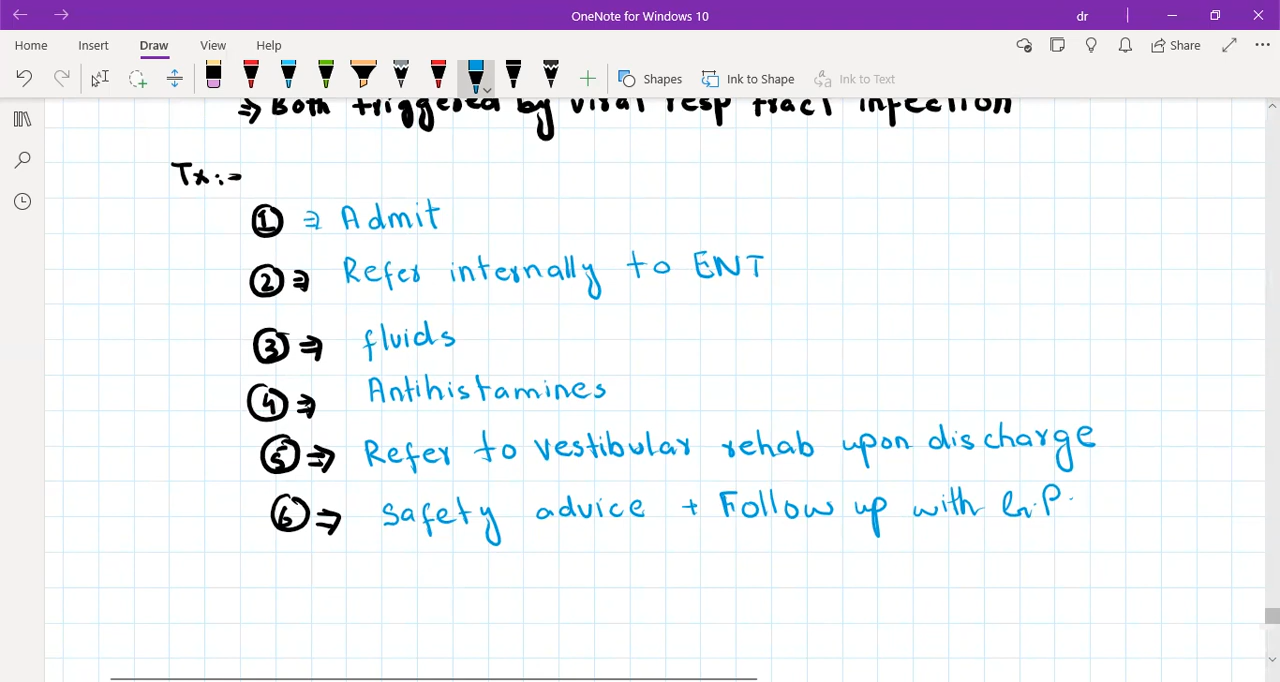 OneNote for Windows 10
dr
Home Insert Draw View Help
Share
Shapes Ink to Shape Ink to Text
⇒ Both triggered by viral resp tract infection
Tx:-
① ⇒ Admit
② ⇒ Refer internally to ENT
③ ⇒ fluids
④ ⇒ Antihistamines
⑤ ⇒ Refer to vestibular rehab upon discharge
⑥ ⇒ Safety advice + Follow up with G.P.